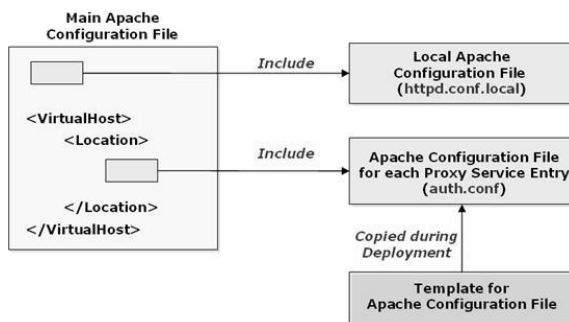 Main Apache
Configuration File
Include
Local Apache
Configuration File
(httpd.conf.local)
<VirtualHost>
<Location>
Include
Apache Configuration File
for each Proxy Service Entry
(auth.conf)
</Location>
</VirtualHost>
Copied during
Deployment
Template for
Apache Configuration File